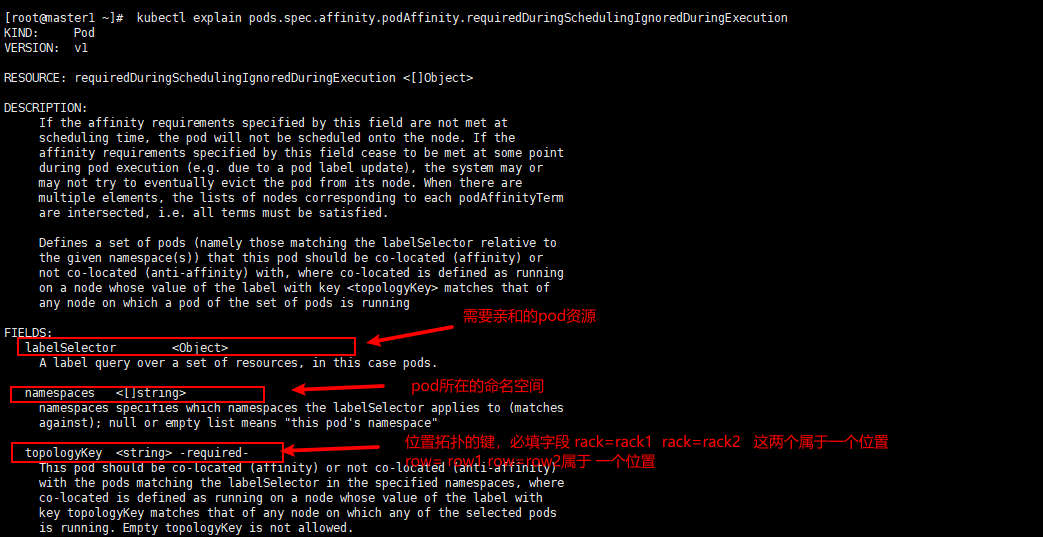 [root@master1 ~]#  kubectl explain pods.spec.affinity.podAffinity.requiredDuringSchedulingIgnoredDuringExecution
KIND:     Pod
VERSION:  v1
RESOURCE: requiredDuringSchedulingIgnoredDuringExecution <[]Object>
DESCRIPTION:
If the affinity requirements specified by this field are not met at
scheduling time, the pod will not be scheduled onto the node. If the
affinity requirements specified by this field cease to be met at some point
during pod execution (e.g. due to a pod label update), the system may or
may not try to eventually evict the pod from its node. When there are
multiple elements, the lists of nodes corresponding to each podAffinityTerm
are intersected, i.e. all terms must be satisfied.
Defines a set of pods (namely those matching the labelSelector relative to
the given namespace(s)) that this pod should be co-located (affinity) or
not co-located (anti-affinity) with, where co-located is defined as running
on a node whose value of the label with key <topologyKey> matches that of
any node on which a pod of the set of pods is running
需要亲和的pod资源
FIELDS:
labelSelector        <Object>
A label query over a set of resources, in this case pods.
pod所在的命名空间
namespaces   <[]string>
namespaces specifies which namespaces the labelSelector applies to (matches
against); null or empty list means "this pod's namespace"
位置拓扑的键，必填字段 rack=rack1  rack=rack2   这两个属于一个位置
row= row1 row=row2属于 一个位置
topologyKey  <string> -required-
This pod should be co-located (affinity) or not co-located (anti-affinity)
with the pods matching the labelSelector in the specified namespaces, where
co-located is defined as running on a node whose value of the label with
key topologyKey matches that of any node on which any of the selected pods
is running. Empty topologyKey is not allowed.